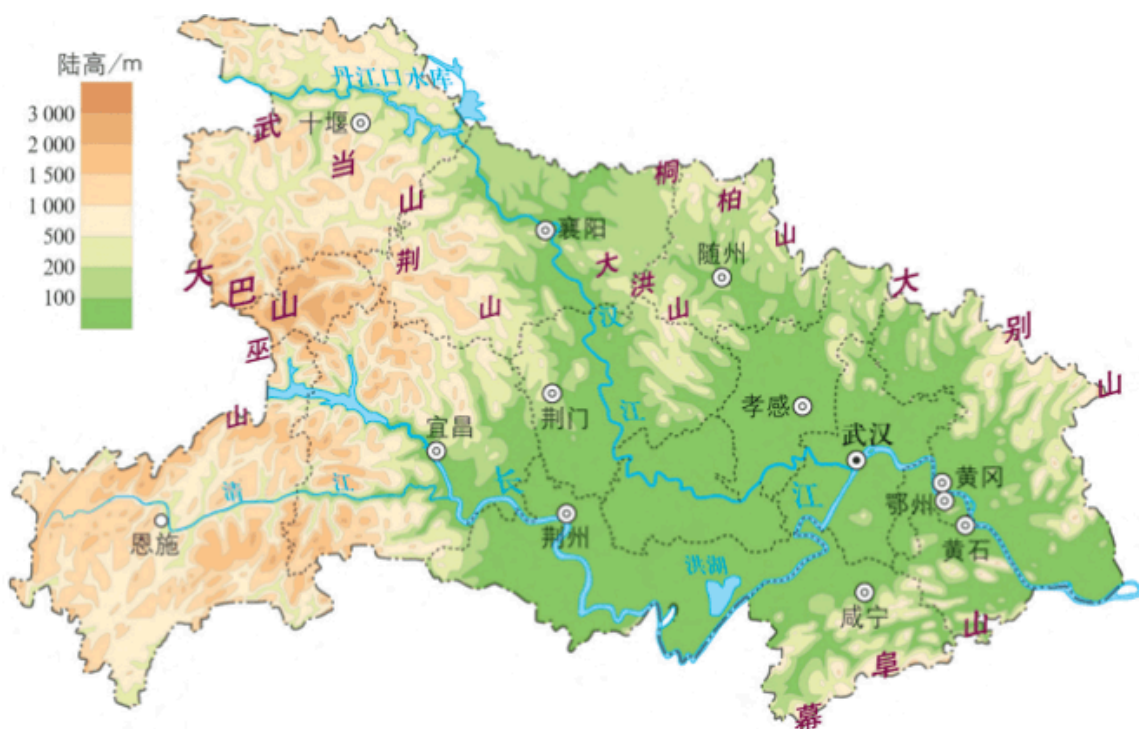 陆高/m
3 000
2 000
1 500
1 000
500
200
100
丹江口水库
十堰
武当山
襄阳
桐柏山
随州
大洪山
荆山
大巴山
巫山
大别山
汉江
荆门
孝感
宜昌
武汉
长江
黄冈
鄂州
黄石
清江
恩施
荆州
洪湖
咸宁
幕阜山